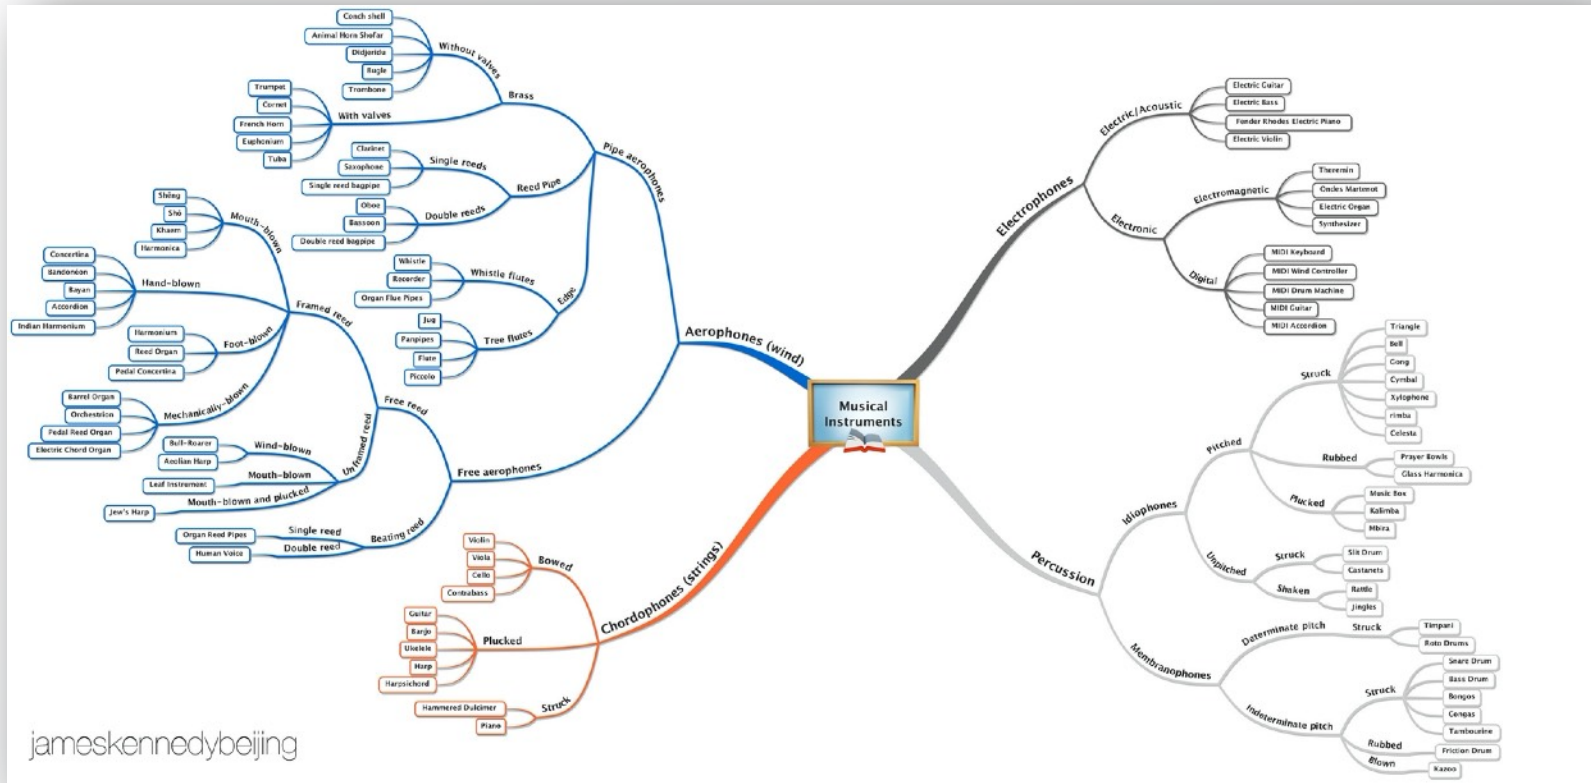 Musical
Instruments
Aerophones (wind)
Pipe aerophones
Brass
Without valves
Conch shell
Animal Horn Shofar
Didjerido
Bugle
Trombone
With valves
Trumpet
Cornet
French Horn
Euphonium
Tuba
Reed Pipe
Single reeds
Clarinet
Saxophone
Single reed bagpipe
Double reeds
Oboe
Bassoon
Double reed bagpipe
Edge
Whistle flutes
Whistle
Recorder
Organ Flue Pipes
Tree flutes
Jug
Panpipes
Flute
Piccolo
Free aerophones
Free reed
Framed reed
Mouth-blown
Shēng
Shō
Khaem
Harmonica
Hand-blown
Concertina
Bandonéon
Bayan
Accordion
Indian Harmonium
Foot-blown
Harmonium
Reed Organ
Pedal Concertina
Mechanically-blown
Barrel Organ
Orchestrion
Pedal Reed Organ
Electric Chord Organ
Unframed reed
Wind-blown
Bull-Roarer
Aeolian Harp
Mouth-blown
Leaf Instrument
Mouth-blown and plucked
Jew's Harp
Beating reed
Single reed
Organ Reed Pipes
Double reed
Human Voice
Chordophones (strings)
Bowed
Violin
Viola
Cello
Contrabass
Plucked
Guitar
Banjo
Ukelele
Harp
Harpsichord
Struck
Hammered Dulcimer
Piano
Electrophones
Electric/Acoustic
Electric Guitar
Electric Bass
Fender Rhodes Electric Piano
Electric Violin
Electronic
Electromagnetic
Theremin
Ondes Martenot
Electric Organ
Synthesizer
Digital
MIDI Keyboard
MIDI Wind Controller
MIDI Drum Machine
MIDI Guitar
MIDI Accordion
Percussion
Idiophones
Pitched
Struck
Triangle
Bell
Gong
Cymbal
Xylophone
rimba
Celesta
Rubbed
Prayer Bowls
Glass Harmonica
Plucked
Music Box
Kalimba
Mbira
Unpitched
Struck
Slit Drum
Castanets
Shaken
Rattle
Jingles
Membranophones
Determinate pitch
Struck
Timpani
Roto Drums
Indeterminate pitch
Struck
Snare Drum
Bass Drum
Bongos
Congas
Tambourine
Rubbed
Friction Drum
Blown
Kazoo
jameskennedybeijing